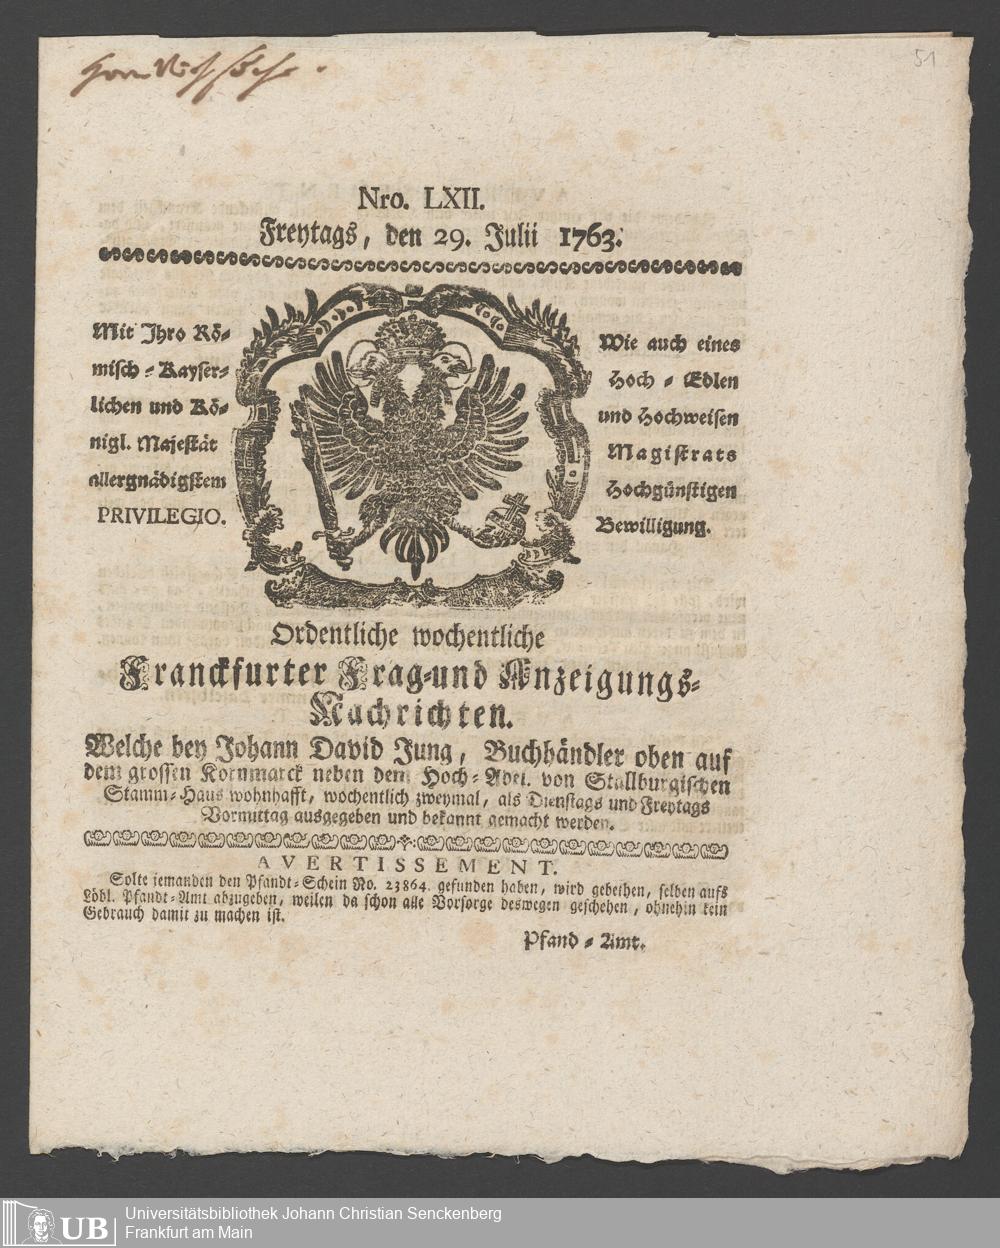 51
Nro. LXII.
Freytags, den 29. Julii 1763.
Mit Ihro Rö-
misch-Kayser-
lichen und Kö-
nigl. Majestät
allergnädigstem
PRIVILEGIO.
Wie auch eines
Hoch-Edlen
und Hochweisen
Magistrats
Hochgünstigen
Bewilligung.
Ordentliche wochentliche
Franckfurter Frag-und Anzeigungs-
Nachrichten.
Welche bey Johann David Jung, Buchhändler oben auf
dem grossen Kornmarck neben dem Hoch-Adel. von Stallburgischen
Stamm-Haus wohnhafft, wochentlich zweymal, als Dienstags und Freytags
Vormittag ausgegeben und bekannt gemacht werden.
AVERTISSEMENT.
Solte jemanden den Pfandt-Schein No. 23864. gefunden haben, wird gebethen, selben aufs
Löbl. Pfandt-Amt abzugeben, weilen da schon alle Vorsorge deswegen geschehen, ohnehin kein
Gebrauch damit zu machen ist.
Pfand-Amt.
UB
Universitätsbibliothek Johann Christian Senckenberg
Frankfurt am Main